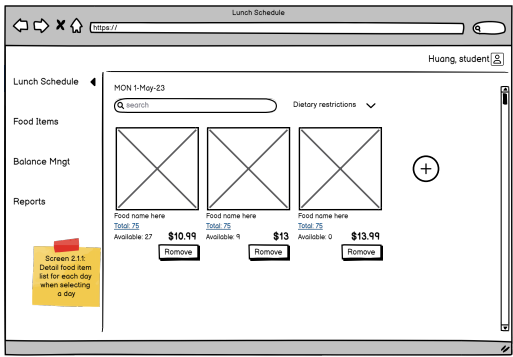 Lunch Schedule
https://
Huang, student
Lunch Schedule
Food Items
Balance Mngt
Reports
Screen 2.1.1:
Detail food item
list for each day
when selecting
a day
MON 1-May-23
search
Dietary restrictions
Food name here
Total: 75
Available: 27 $10.99
Romove
Food name here
Total: 75
Available: 9 $13
Romove
Food name here
Total: 75
Available: 0 $13.99
Romove